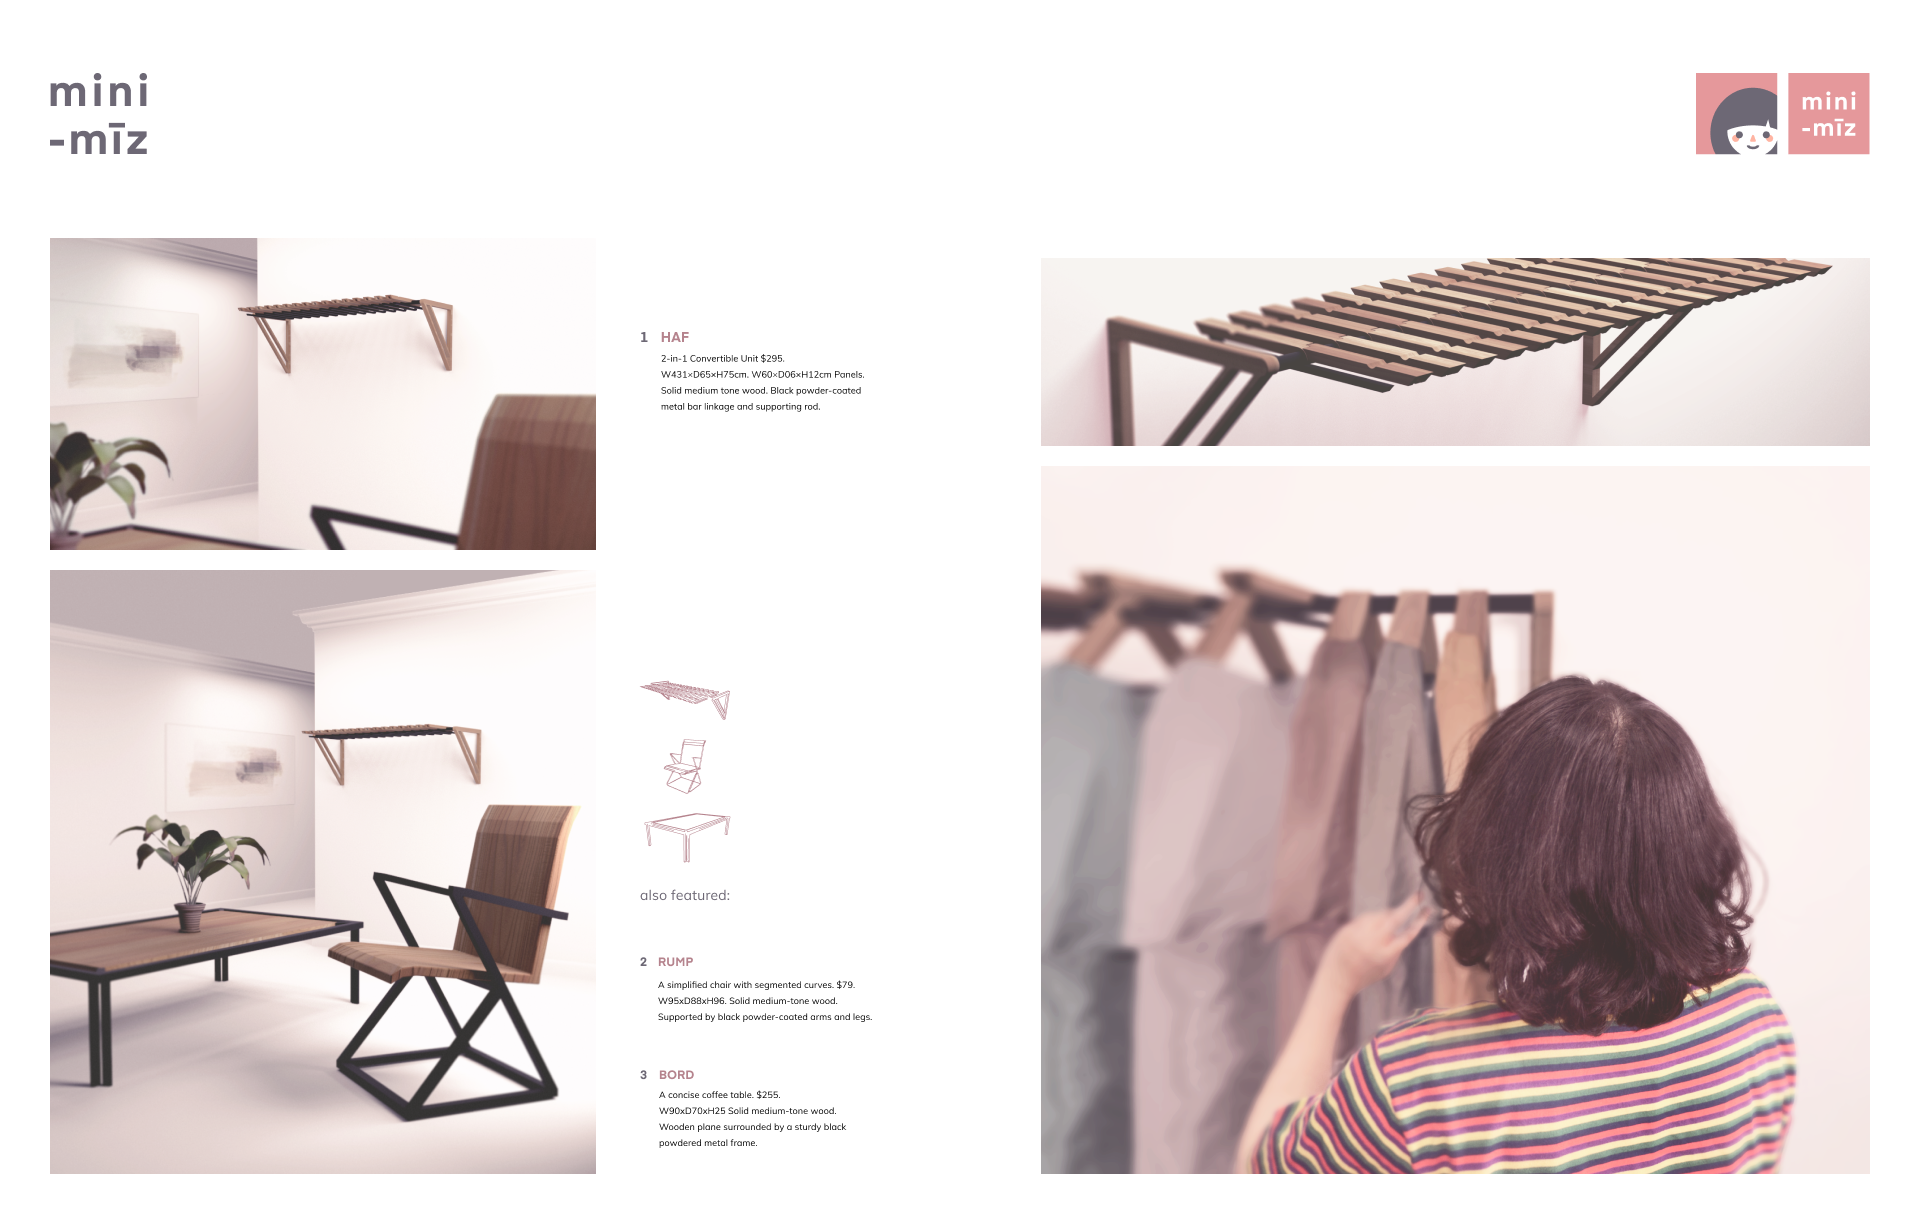 mini
-mīz
mini
-mīz
1 HAF
2-in-1 Convertible Unit $295.
W431×D65×H75cm. W60×D06×H12cm Panels.
Solid medium tone wood. Black powder-coated
metal bar linkage and supporting rod.
also featured:
2 RUMP
A simplified chair with segmented curves. $79.
W95xD88xH96. Solid medium-tone wood.
Supported by black powder-coated arms and legs.
3 BORD
A concise coffee table. $255.
W90xD70xH25 Solid medium-tone wood.
Wooden plane surrounded by a sturdy black
powdered metal frame.